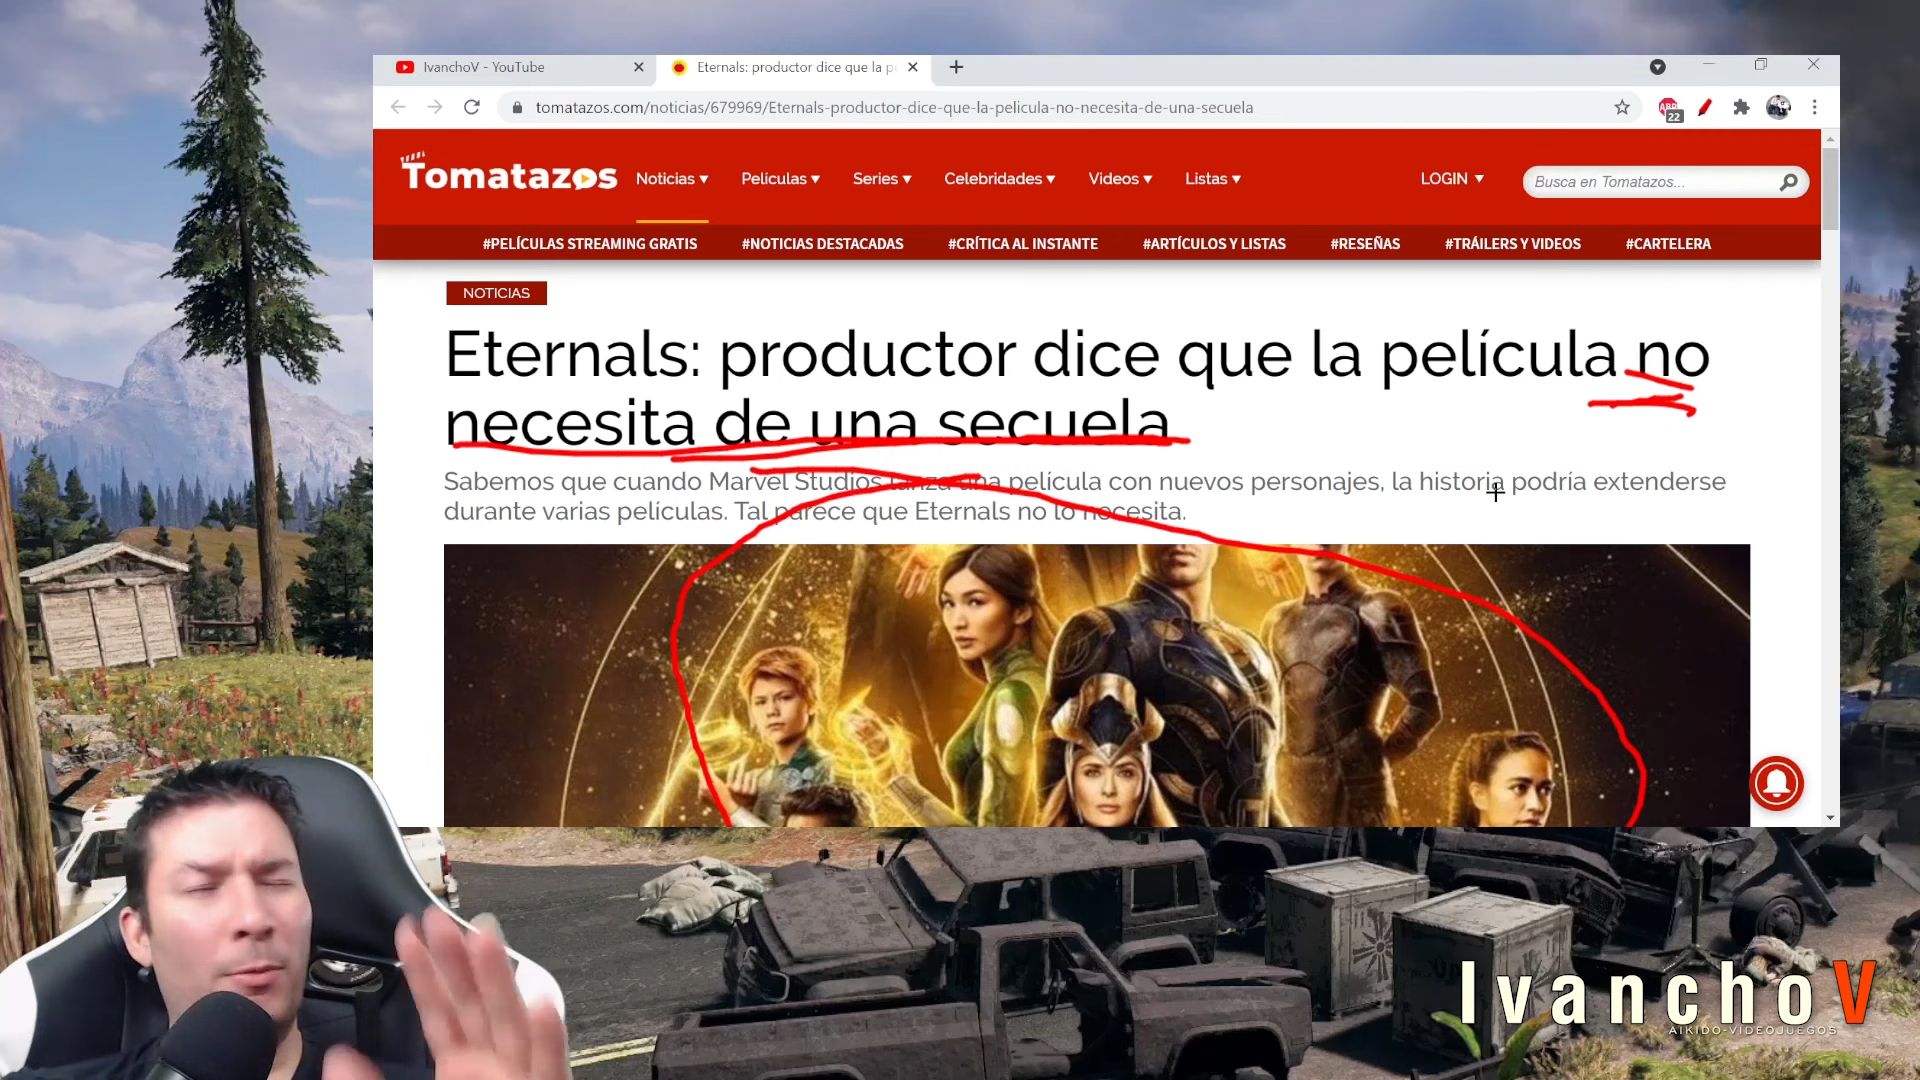 IvanchoV - YouTube
Eternals: productor dice que la p
tomatazos.com/noticias/679969/Eternals-productor-dice-que-la-pelicula-no-necesita-de-una-secuela
ABP
22
Tomatazos
Noticias ▼ Películas ▼ Series ▼ Celebridades ▼ Videos ▼ Listas ▼ LOGIN ▼ Busca en Tomatazos...
#PELÍCULAS STREAMING GRATIS #NOTICIAS DESTACADAS #CRÍTICA AL INSTANTE #ARTÍCULOS Y LISTAS #RESEÑAS #TRÁILERS Y VIDEOS #CARTELERA
NOTICIAS
Eternals: productor dice que la película no
necesita de una secuela
Sabemos que cuando Marvel Studios lanza una película con nuevos personajes, la historia podría extenderse
durante varias películas. Tal parece que Eternals no lo necesita.
IvanchoV
AIKIDO-VIDEOJUEGOS